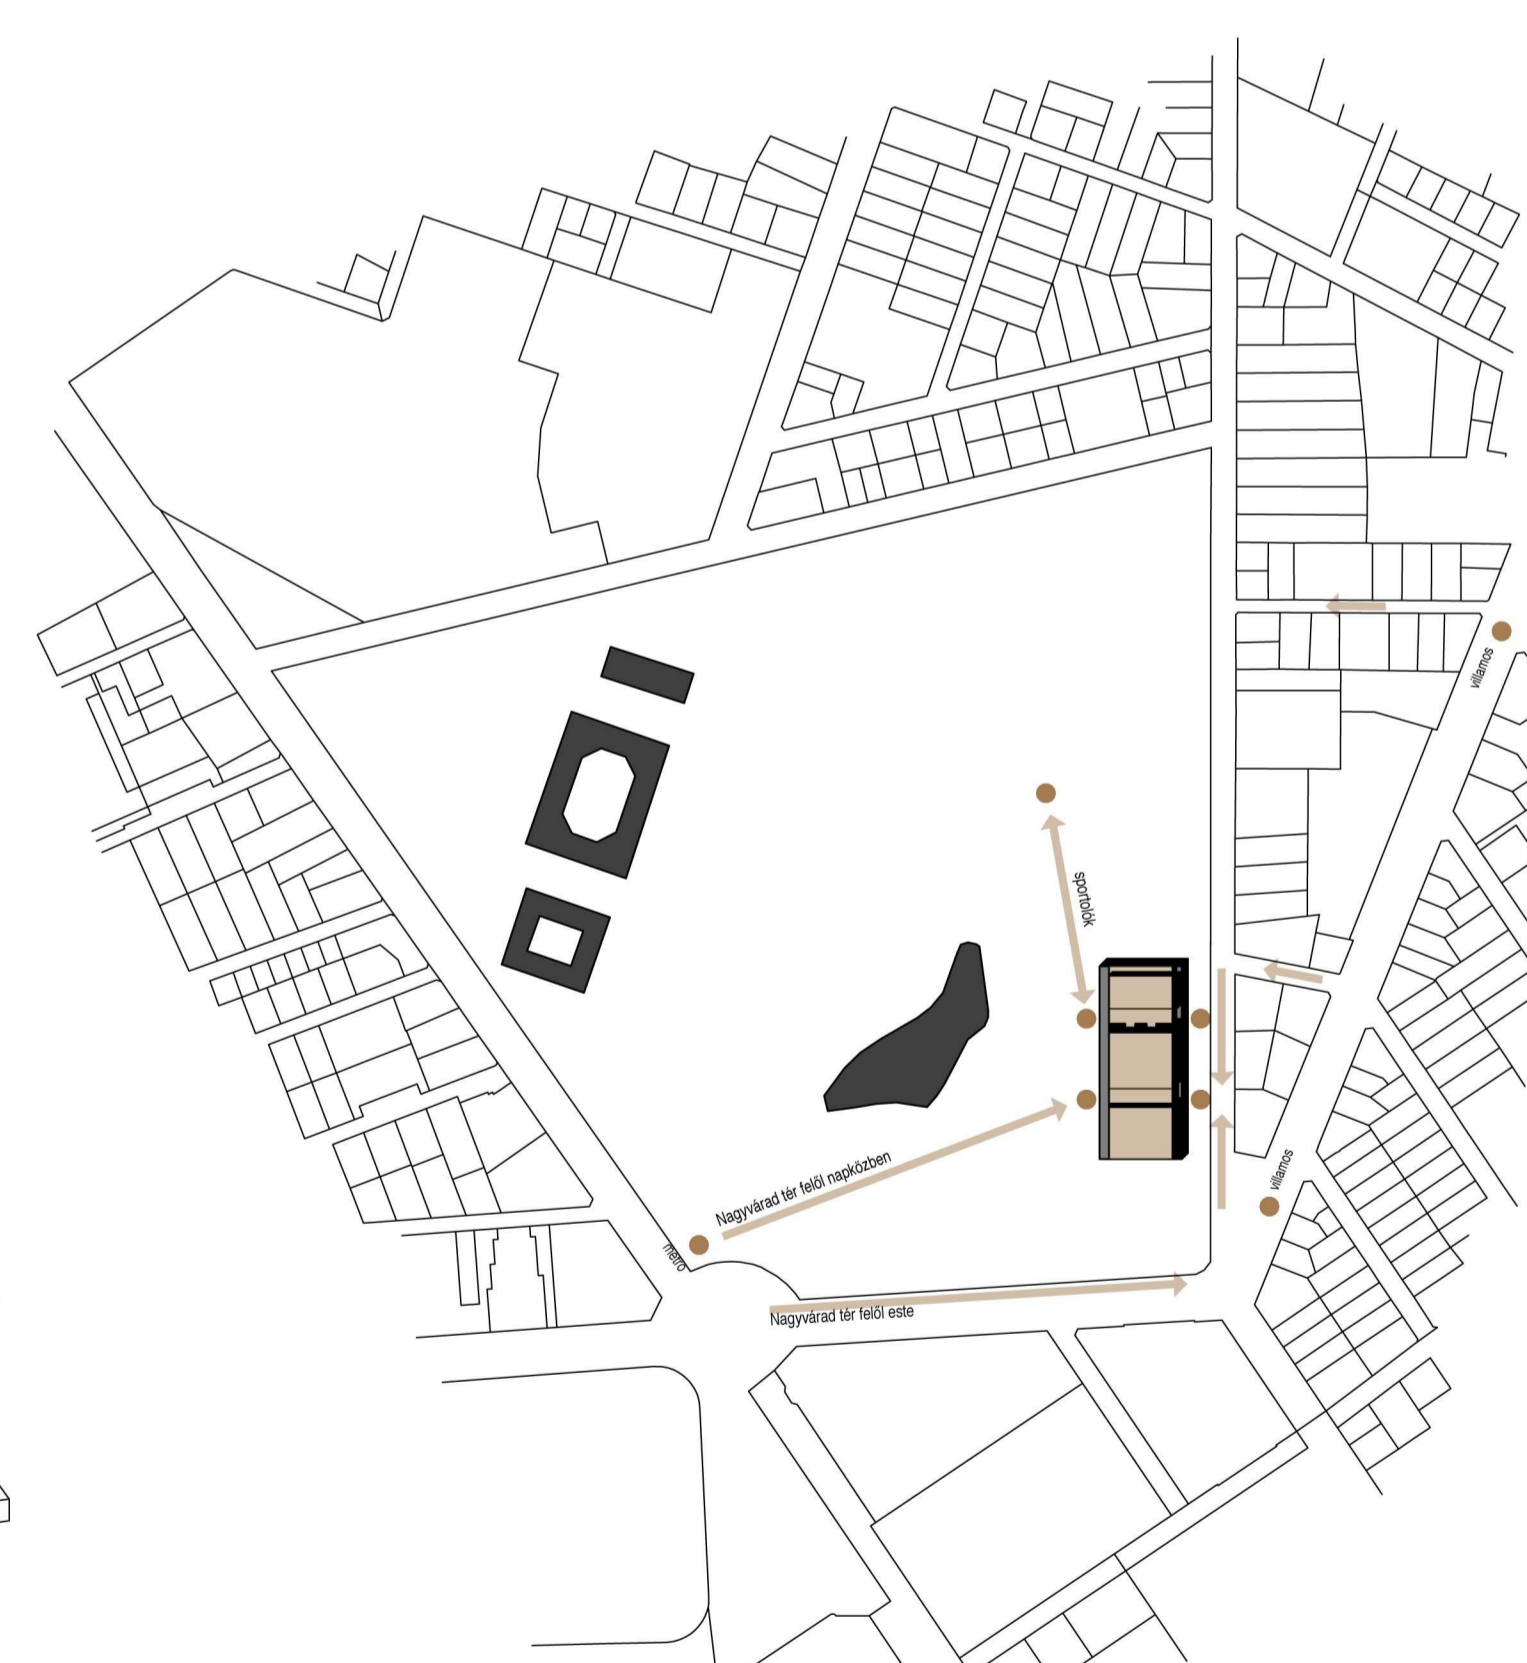 villamos
sportolók
Nagyvárad tér felől napközben
villamos
metró
Nagyvárad tér felől este